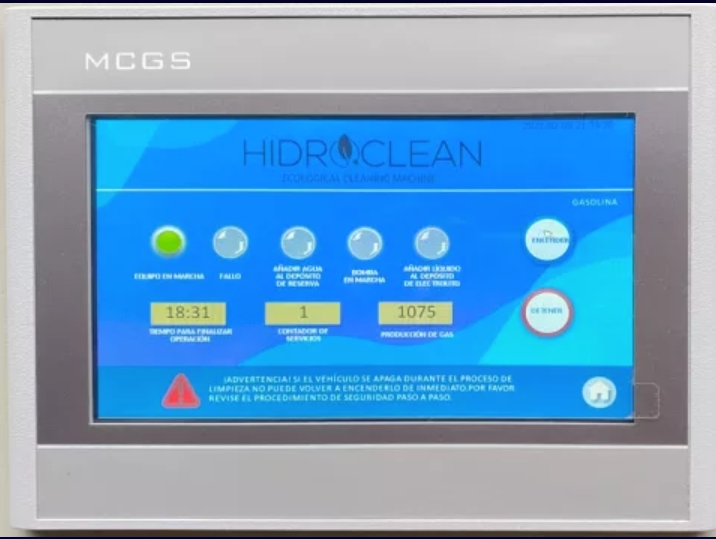 MCGS
HIDROCLEAN
ECOLOGICAL CLEANING MACHINE
GASOLINA
EQUIPO EN MARCHA
FALLO
AÑADIR AGUA
AL DEPÓSITO
DE RESERVA
BOMBA
EN MARCHA
AÑADIR LÍQUIDO
AL DEPÓSITO
DE ELECTROLITO
ENCENDER
18:31
TIEMPO PARA FINALIZAR
OPERACIÓN
1
CONTADOR DE
SERVICIOS
1075
PRODUCCIÓN DE GAS
DETENER
¡ADVERTENCIA! SI EL VEHÍCULO SE APAGA DURANTE EL PROCESO DE
LIMPIEZA NO PUEDE VOLVER A ENCENDERLO DE INMEDIATO.POR FAVOR
REVISE EL PROCEDIMIENTO DE SEGURIDAD PASO A PASO.